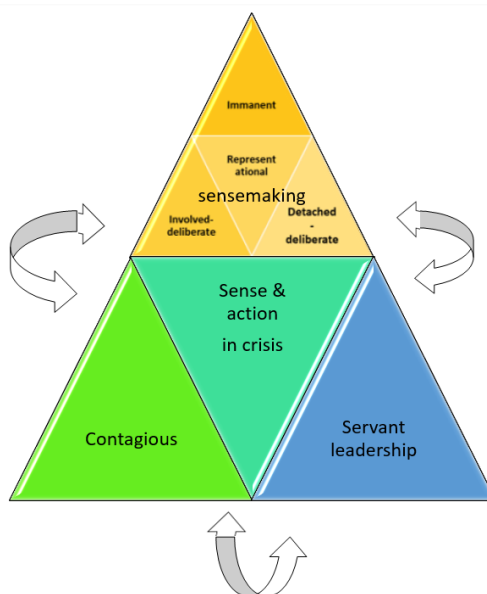 Immanent
Represent
ational
sensemaking
Involved-
deliberate
Detached
-
deliberate
Sense &
action
in crisis
Contagious
Servant
leadership